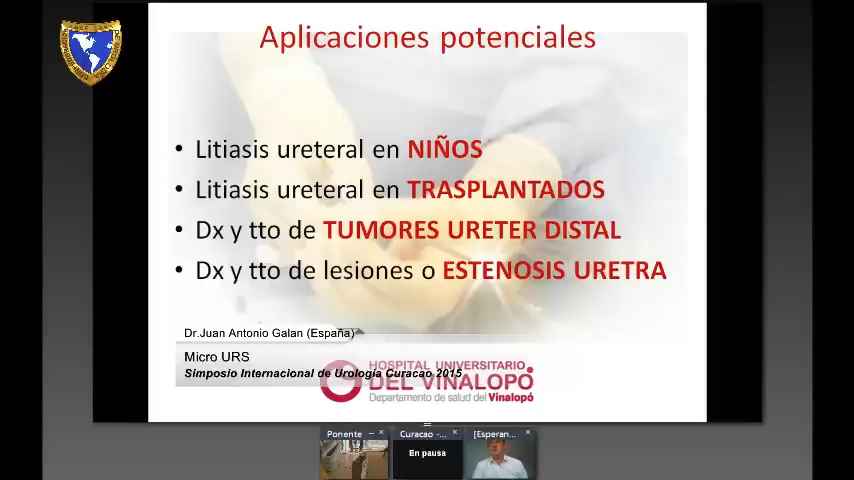 Aplicaciones potenciales
• Litiasis ureteral en NIÑOS
• Litiasis ureteral en TRASPLANTADOS
• Dx y tto de TUMORES URETER DISTAL
• Dx y tto de lesiones o ESTENOSIS URETRA
Dr.Juan Antonio Galan (España)
Micro URS
Simposio Internacional de Urología Curacao 2015
HOSPITAL UNIVERSITARIO
DEL VINALOPÓ
Departamento de salud del Vinalopó
Ponente
Curacao -...
[Esperan...
En pausa